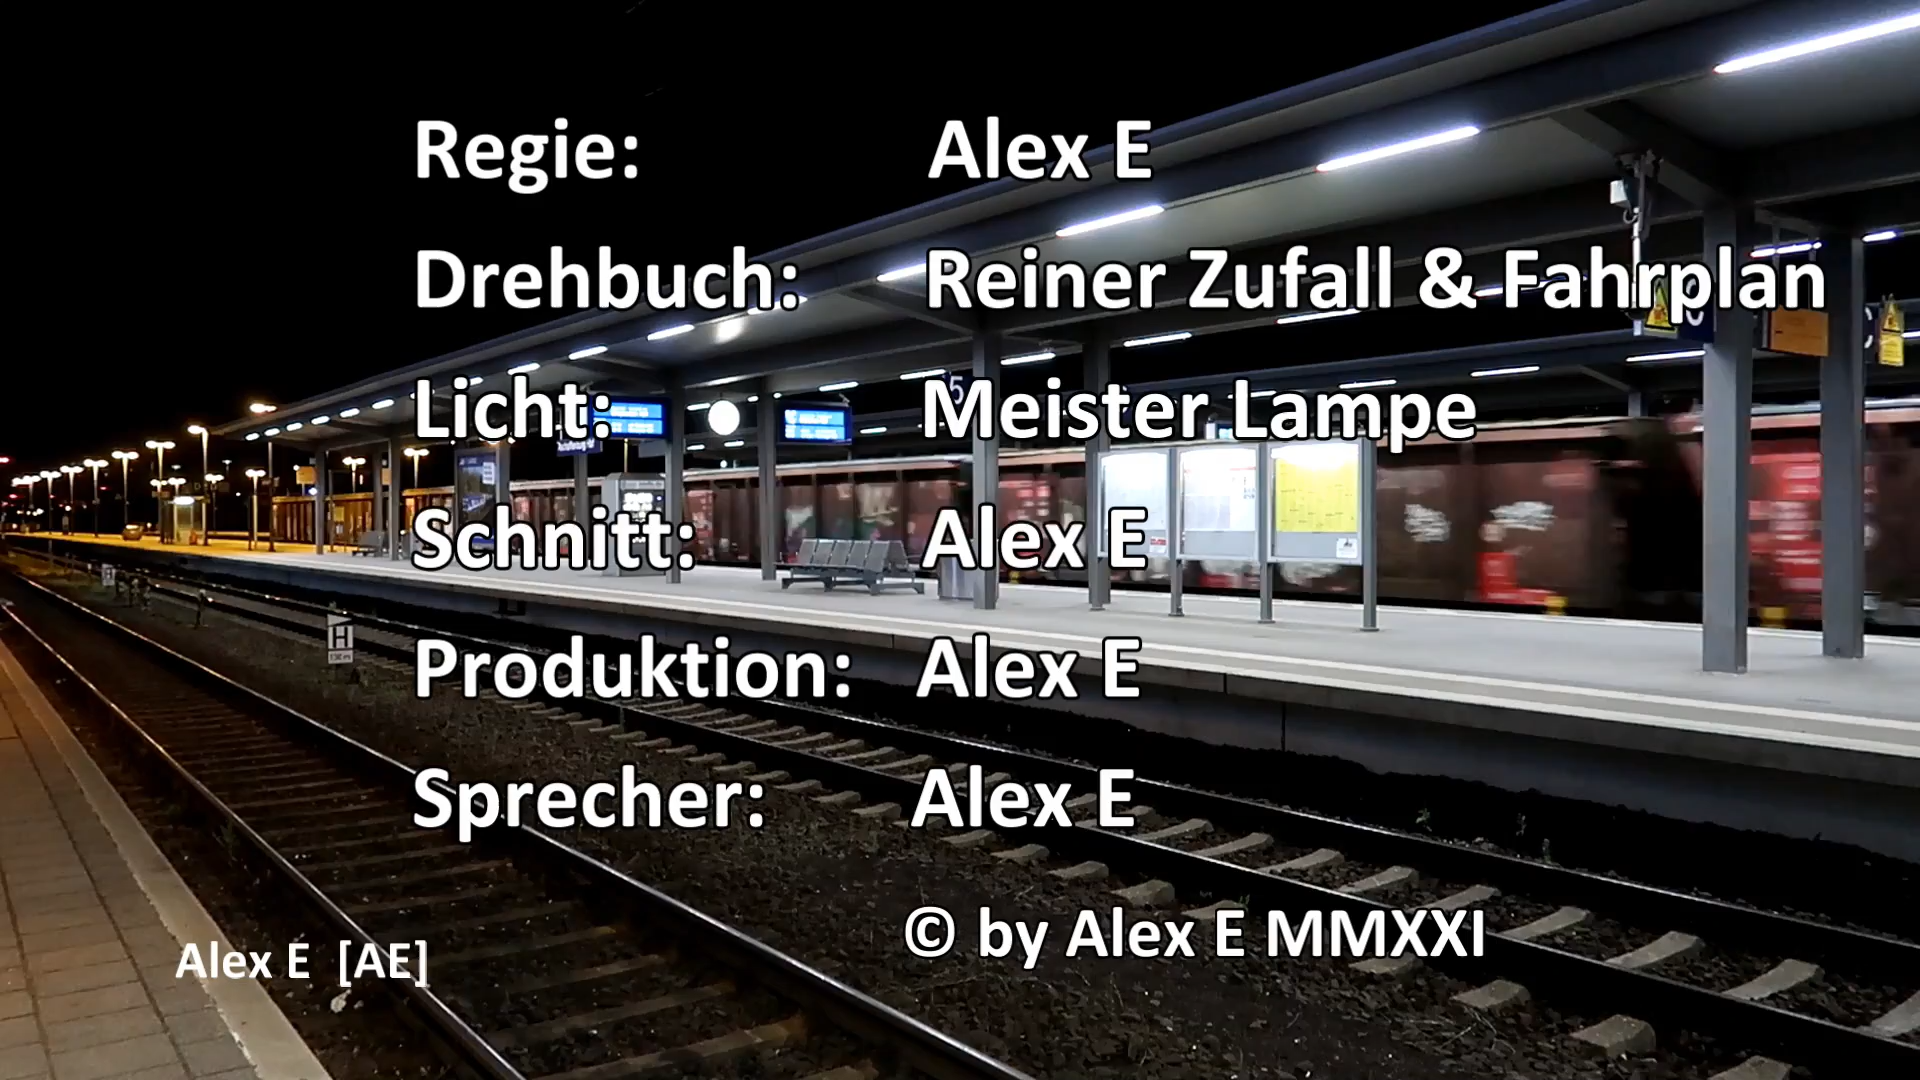 Regie: Alex E
Drehbuch: Reiner Zufall & Fahrplan
Licht: Meister Lampe
Schnitt: Alex E
Produktion: Alex E
Sprecher: Alex E
© by Alex E MMXXI
Alex E [AE]
5
H